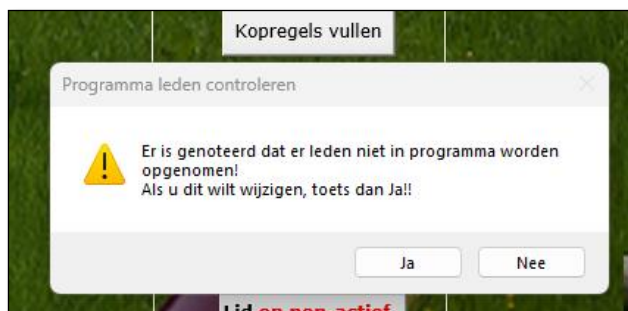 Kopregels vullen
Programma leden controleren
Er is genoteerd dat er leden niet in programma worden
opgenomen!
Als u dit wilt wijzigen, toets dan Ja!!
Ja
Nee
Lid op non-actief